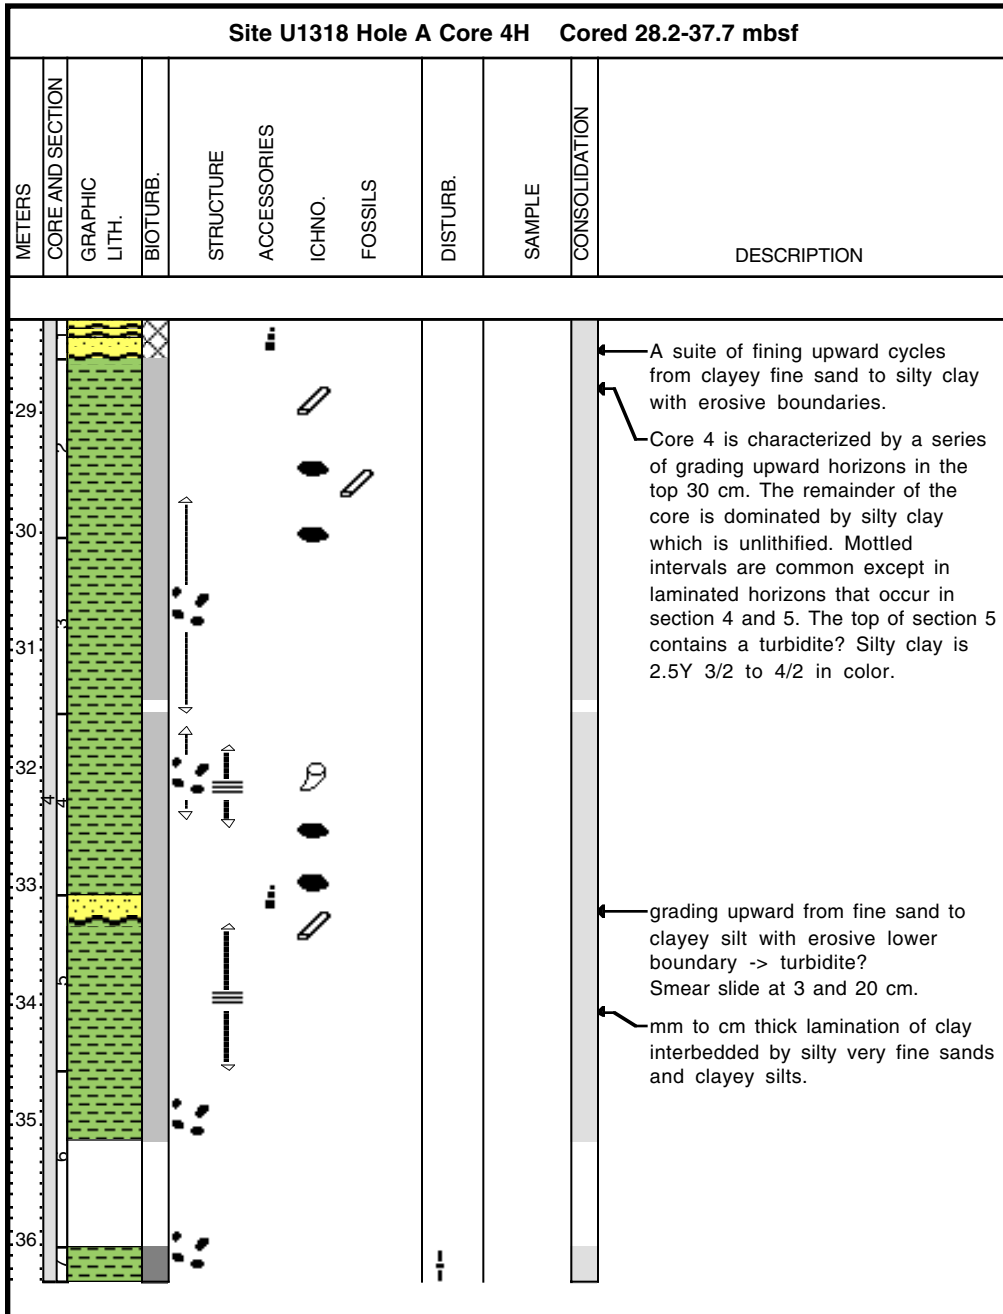 Site U1318 Hole A Core 4H Cored 28.2-37.7 mbsf
METERS
CORE AND SECTION
GRAPHIC
LITH.
BIOTURB.
STRUCTURE
ACCESSORIES
ICHNO.
FOSSILS
DISTURB.
SAMPLE
CONSOLIDATION
DESCRIPTION
29
30
31
32
33
34
35
36
4
2
3
4
5
6
7
A suite of fining upward cycles
from clayey fine sand to silty clay
with erosive boundaries.
Core 4 is characterized by a series
of grading upward horizons in the
top 30 cm. The remainder of the
core is dominated by silty clay
which is unlithified. Mottled
intervals are common except in
laminated horizons that occur in
section 4 and 5. The top of section 5
contains a turbidite? Silty clay is
2.5Y 3/2 to 4/2 in color.
grading upward from fine sand to
clayey silt with erosive lower
boundary -> turbidite?
Smear slide at 3 and 20 cm.
mm to cm thick lamination of clay
interbedded by silty very fine sands
and clayey silts.